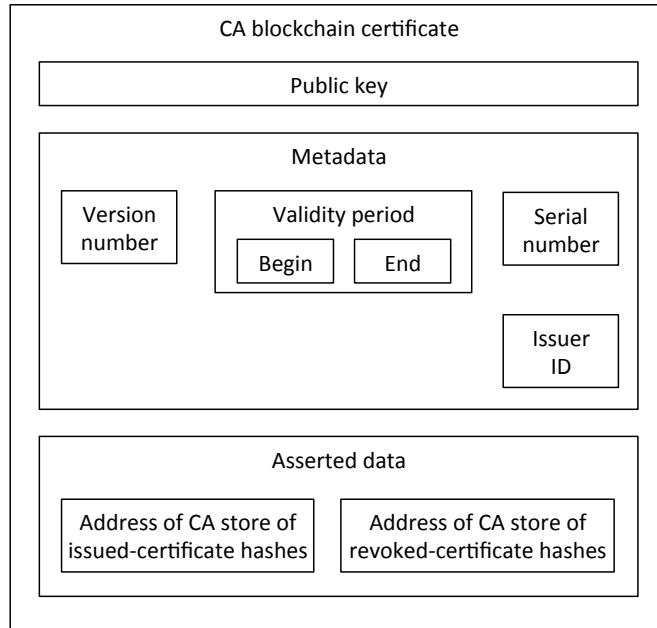 CA blockchain certificate
Public key
Metadata
Version
number
Validity period
Begin
End
Serial
number
Issuer
ID
Asserted data
Address of CA store of
issued-certificate hashes
Address of CA store of
revoked-certificate hashes